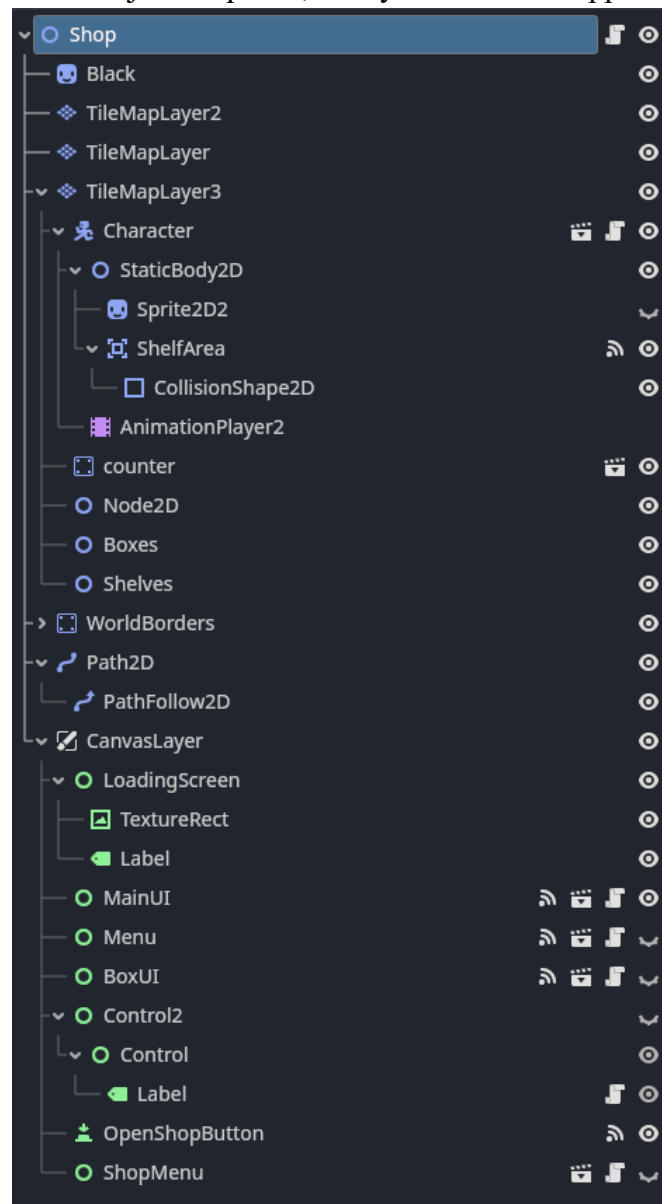 Shop
Black
TileMapLayer2
TileMapLayer
TileMapLayer3
Character
StaticBody2D
Sprite2D2
ShelfArea
CollisionShape2D
AnimationPlayer2
counter
Node2D
Boxes
Shelves
WorldBorders
Path2D
PathFollow2D
CanvasLayer
LoadingScreen
TextureRect
Label
MainUI
Menu
BoxUI
Control2
Control
Label
OpenShopButton
ShopMenu